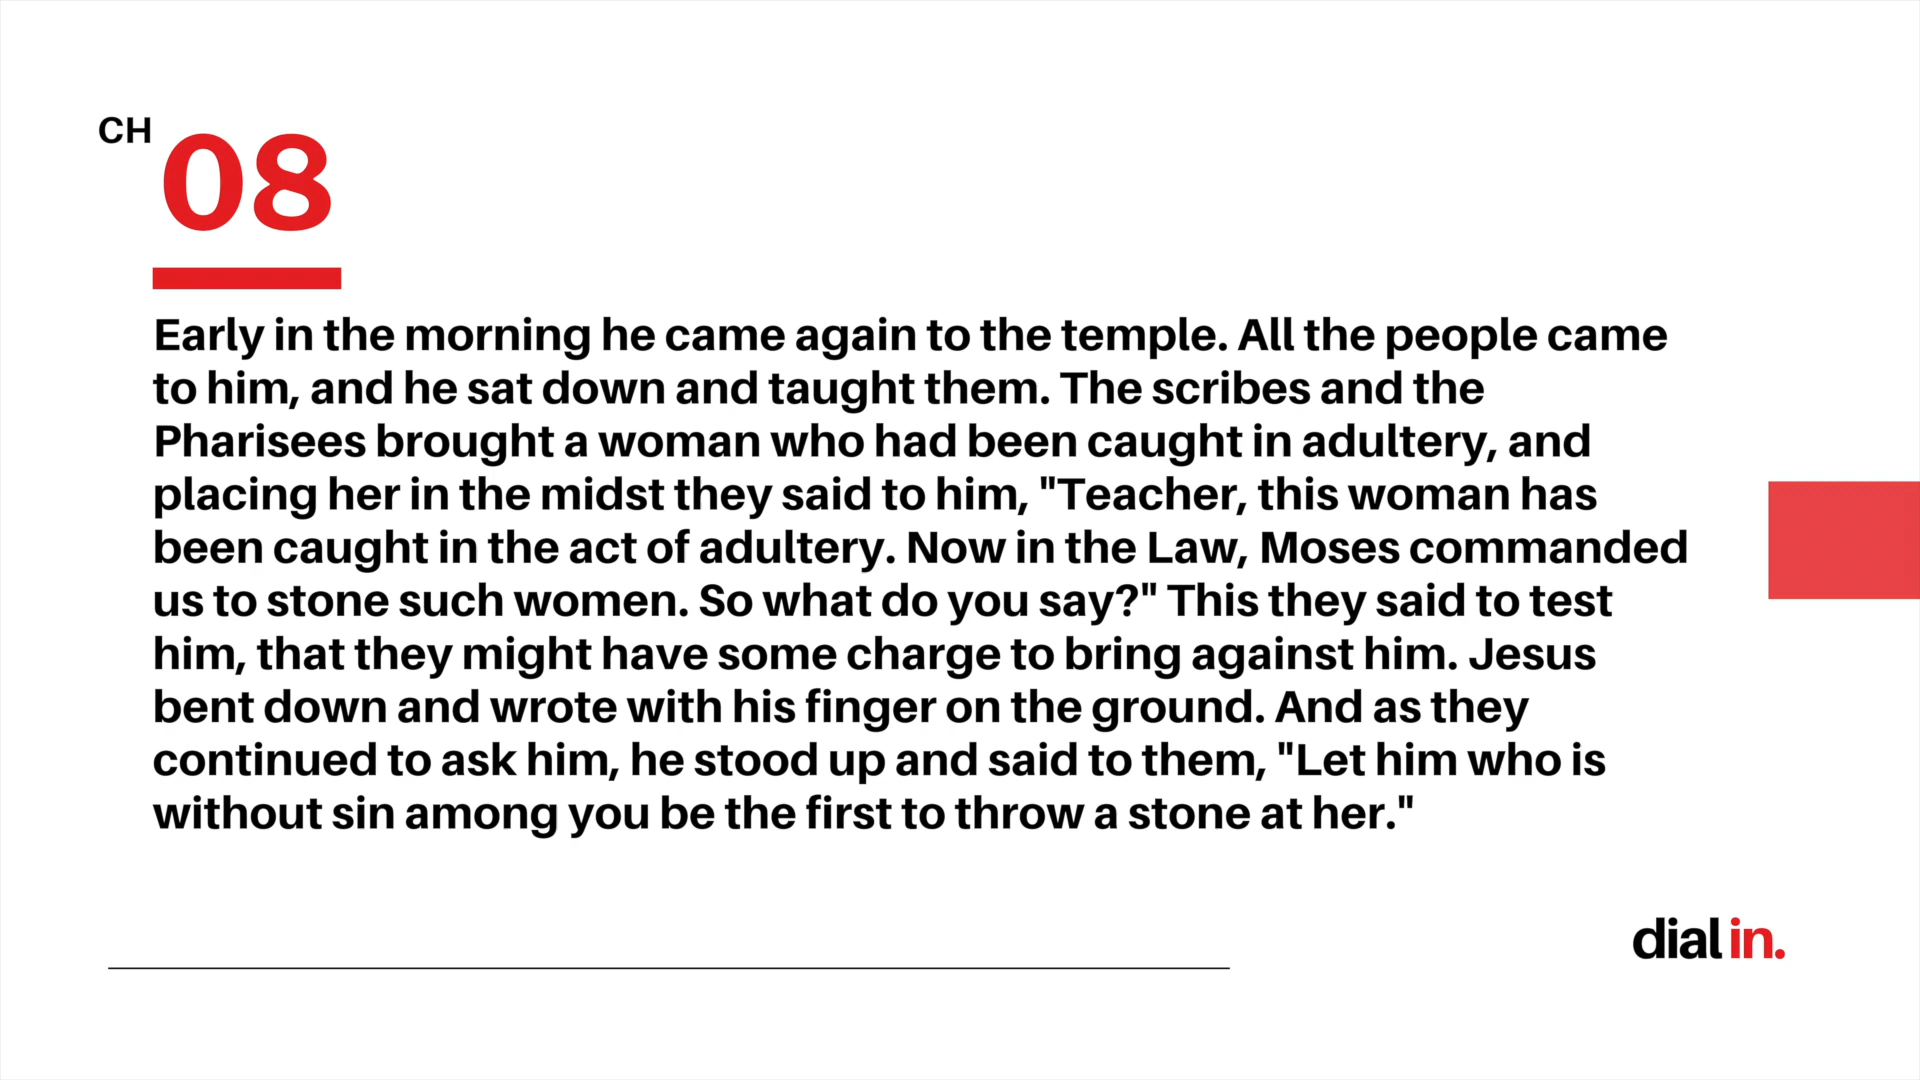 CH
08
Early in the morning he came again to the temple. All the people came
to him, and he sat down and taught them. The scribes and the
Pharisees brought a woman who had been caught in adultery, and
placing her in the midst they said to him, "Teacher, this woman has
been caught in the act of adultery. Now in the Law, Moses commanded
us to stone such women. So what do you say?" This they said to test
him, that they might have some charge to bring against him. Jesus
bent down and wrote with his finger on the ground. And as they
continued to ask him, he stood up and said to them, "Let him who is
without sin among you be the first to throw a stone at her."
dial in.